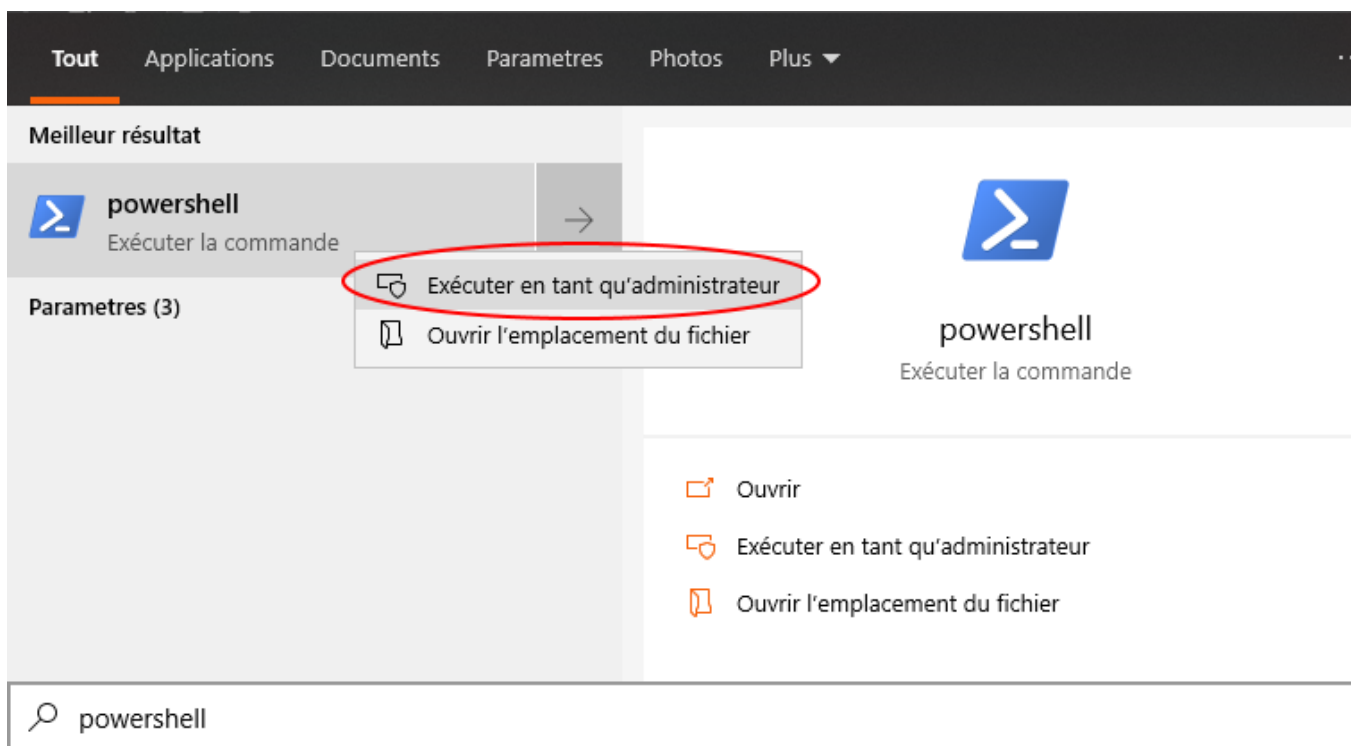 Tout Applications Documents Parametres Photos Plus
Meilleur résultat
powershell
Exécuter la commande
Parametres (3)
Exécuter en tant qu'administrateur
Ouvrir l'emplacement du fichier
powershell
Exécuter la commande
Ouvrir
Exécuter en tant qu'administrateur
Ouvrir l'emplacement du fichier
powershell